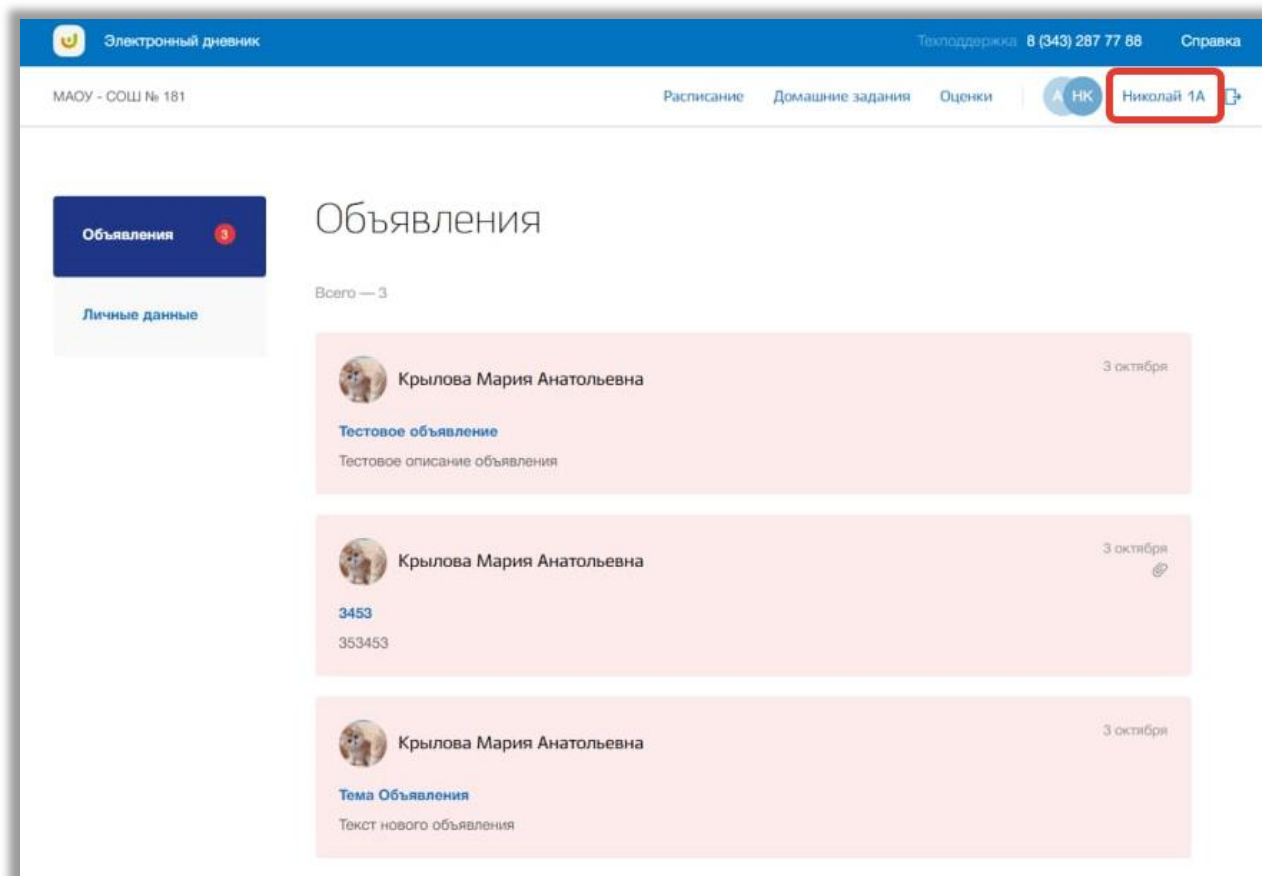 Электронный дневник Техподдержка 8 (343) 287 77 88 Справка
МАОУ - СОШ № 181 Расписание Домашние задания Оценки А НК Николай 1А
Объявления 3
Личные данные
Объявления
Всего — 3
Крылова Мария Анатольевна 3 октября
Тестовое объявление
Тестовое описание объявления
Крылова Мария Анатольевна 3 октября
3453
353453
Крылова Мария Анатольевна 3 октября
Тема Объявления
Текст нового объявления